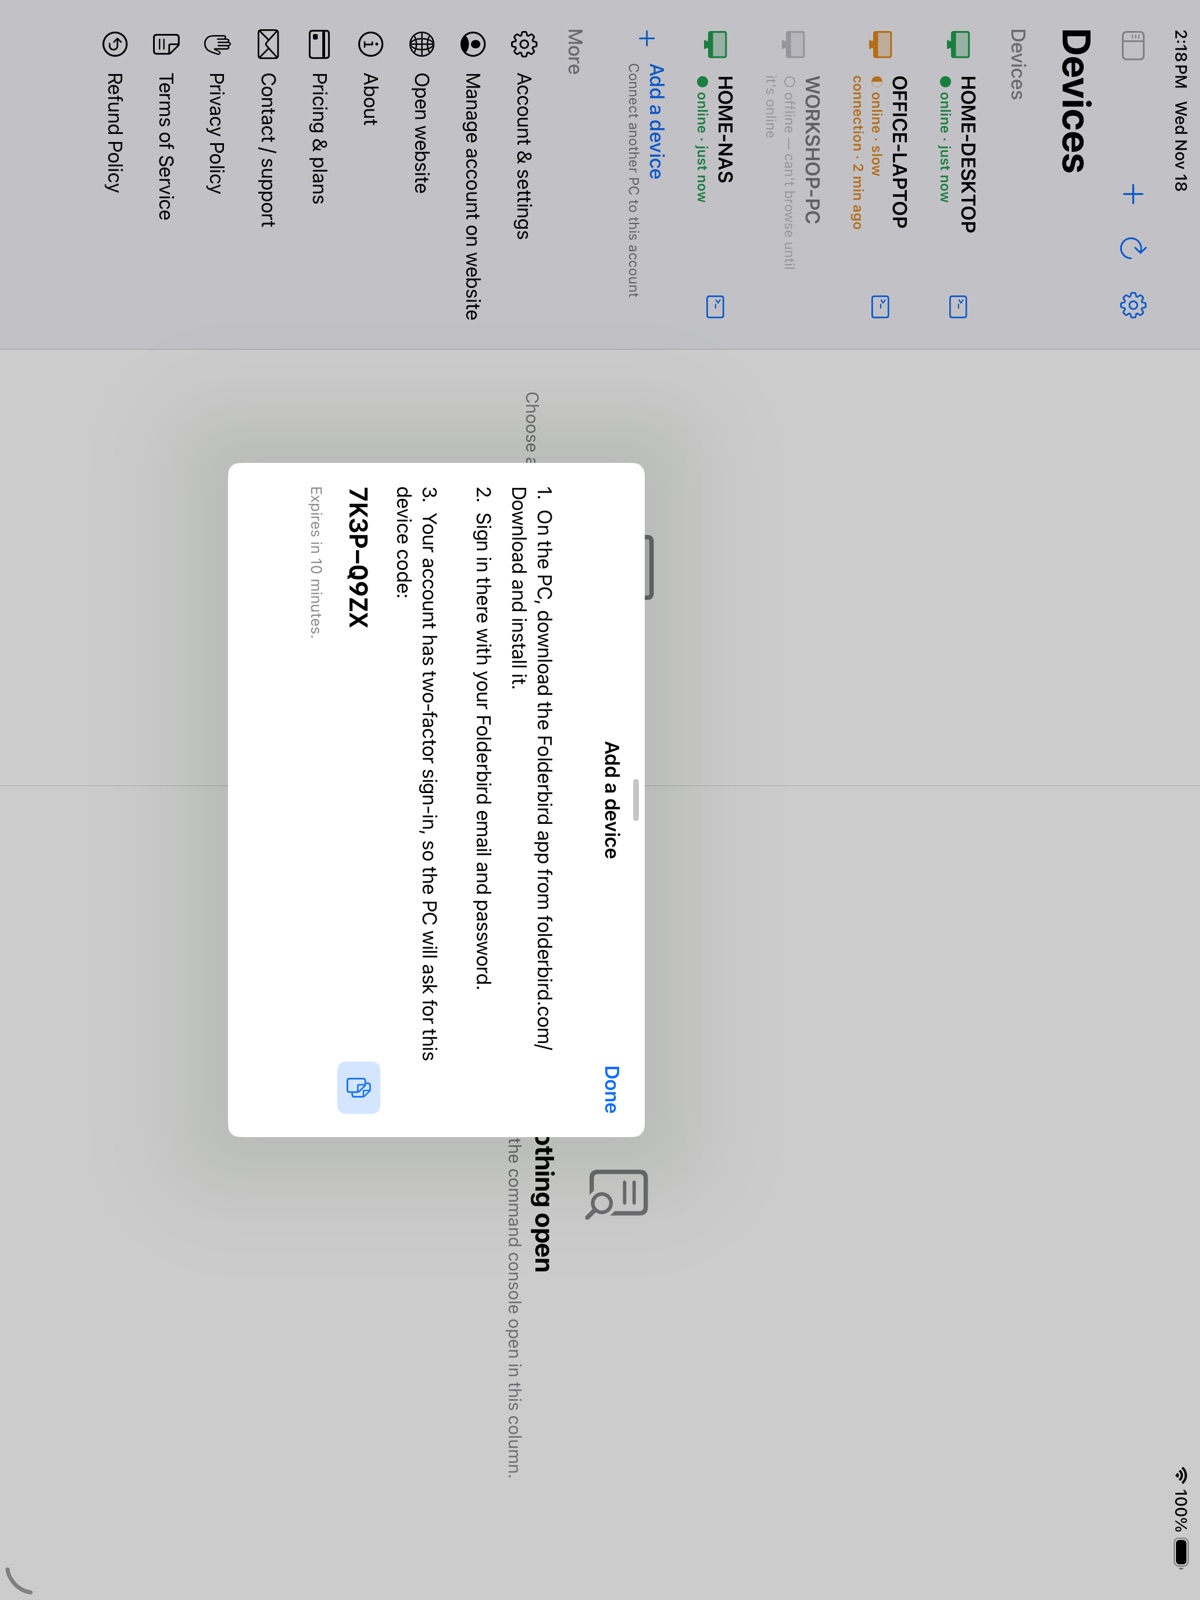 2:18 PM Wed Nov 18
100%
Devices
Devices
HOME-DESKTOP
online · just now
OFFICE-LAPTOP
online · slow
connection · 2 min ago
WORKSHOP-PC
offline — can't browse until
it's online
HOME-NAS
online · just now
Add a device
Connect another PC to this account
More
Account & settings
Manage account on website
Open website
About
Pricing & plans
Contact / support
Privacy Policy
Terms of Service
Refund Policy
Choose
Add a device
Done
1. On the PC, download the Folderbird app from folderbird.com/
Download and install it.
2. Sign in there with your Folderbird email and password.
3. Your account has two-factor sign-in, so the PC will ask for this
device code:
7K3P–Q9ZX
Expires in 10 minutes.
othing open
the command console open in this column.